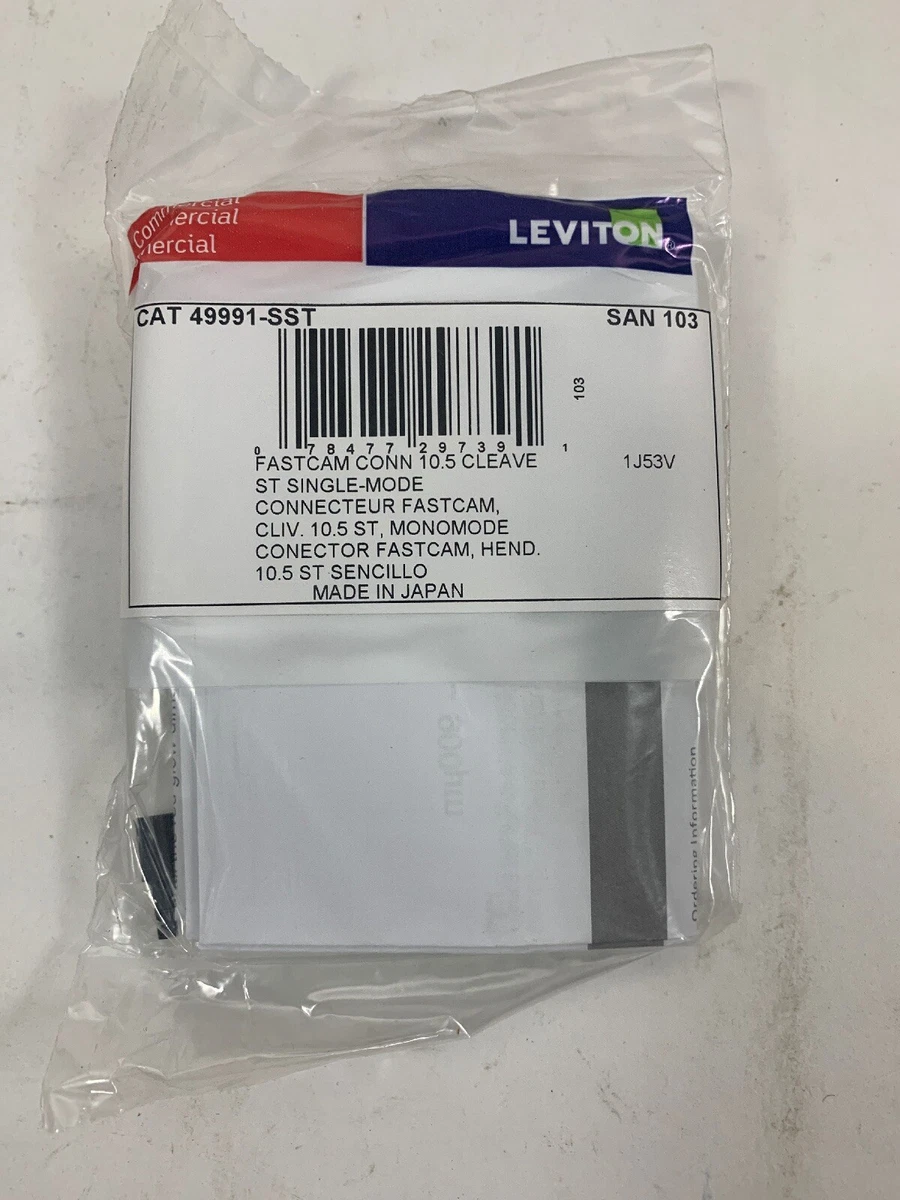 Commercial
ercial
LEVITON®
CAT 49991-SST
SAN 103
103
0 78477 29739 1
FASTCAM CONN 10.5 CLEAVE
1J53V
ST SINGLE-MODE
CONNECTEUR FASTCAM,
CLIV. 10.5 ST, MONOMODE
CONECTOR FASTCAM, HEND.
10.5 ST SENCILLO
MADE IN JAPAN
Ordering Information